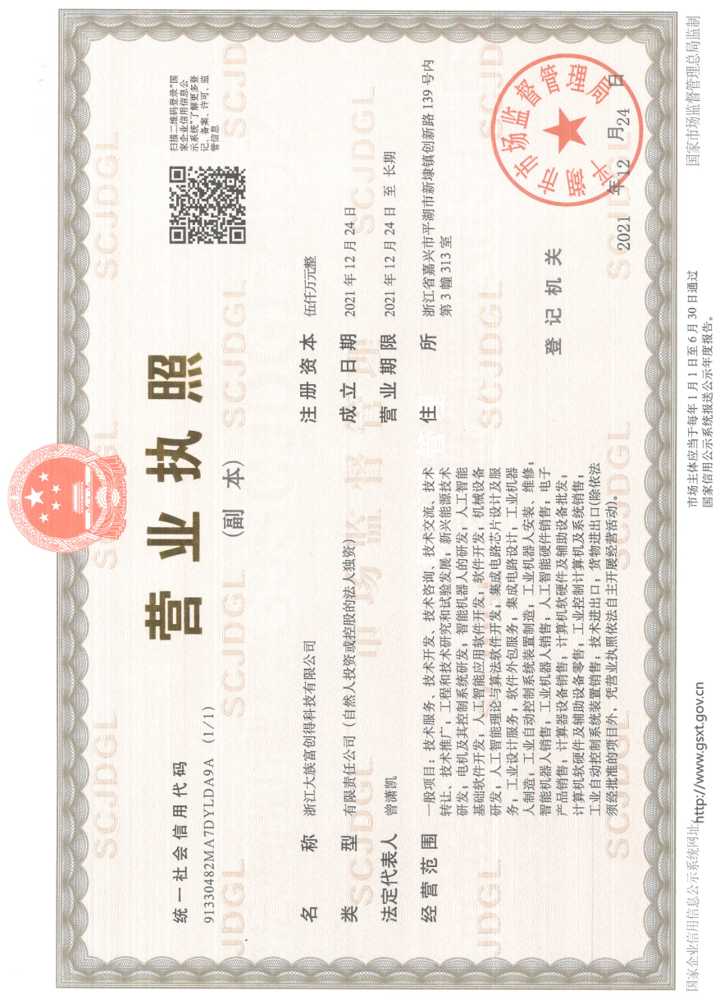 营业执照
(副 本)
统一社会信用代码
91330482MA7DYLDA9A (1/1)
扫描二维码登录“国
家企业信用信息公
示系统”了解更多登
记、备案、许可、监
管信息
名 称 浙江大族富创得科技有限公司
类 型 有限责任公司（自然人投资或控股的法人独资）
法定代表人 曾潇凯
经营范围 一般项目：技术服务、技术开发、技术咨询、技术交流、技术
转让、技术推广；工程和技术研究和试验发展；新兴能源技术
研发；电机及其控制系统研发；智能机器人的研发；人工智能
基础软件开发；人工智能应用软件开发；软件开发；机械设备
研发；人工智能理论与算法软件开发；集成电路芯片设计及服
务；工业设计服务；软件外包服务；集成电路设计；工业机器
人制造；工业自动控制系统装置制造；工业机器人安装、维修；
智能机器人销售；工业机器人销售；人工智能硬件销售；电子
产品销售；计算器设备销售；计算机软硬件及辅助设备批发；
计算机软硬件及辅助设备零售；工业控制计算机及系统销售；
工业自动控制系统装置销售；技术进出口；货物进出口(除依法
须经批准的项目外，凭营业执照依法自主开展经营活动)。
注册资本 伍仟万元整
成立日期 2021 年 12 月 24 日
营业期限 2021 年 12 月 24 日 至 长期
住 所 浙江省嘉兴市平湖市新埭镇创新路 139 号内
第 3 幢 313 室
登记机关
平湖市市场监督管理局
2021 年 12 月 24 日
国家企业信用信息公示系统网址:http://www.gsxt.gov.cn
市场主体应当于每年 1 月 1 日至 6 月 30 日通过
国家信用公示系统报送公示年度报告。
国家市场监督管理总局监制